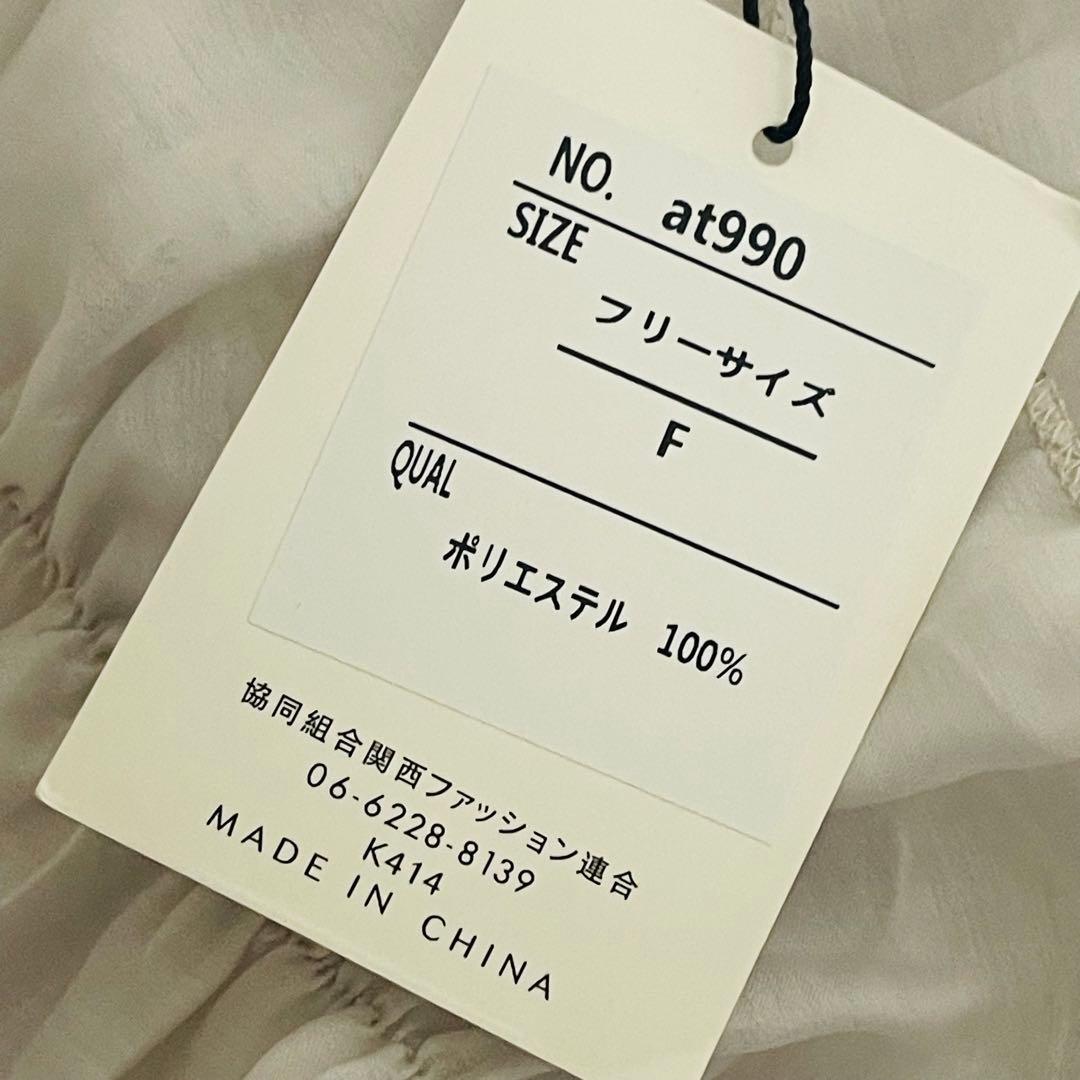 NO. at990
SIZE
フリーサイズ
F
QUAL
ポリエステル 100%
協同組合関西ファッション連合
06-6228-8139
K414
MADE IN CHINA